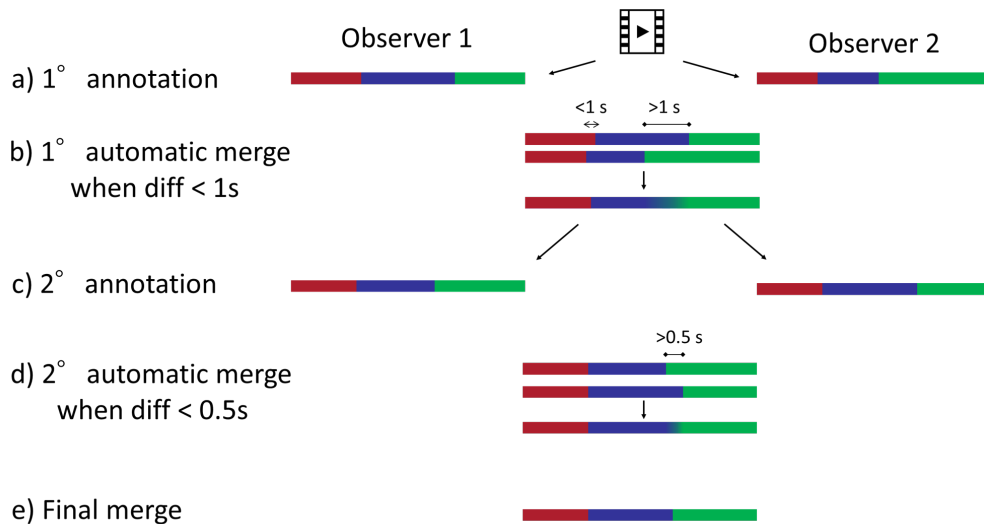 Observer 1
Observer 2
a) 1° annotation
<1 s
>1 s
b) 1° automatic merge
when diff < 1s
c) 2° annotation
>0.5 s
d) 2° automatic merge
when diff < 0.5s
e) Final merge